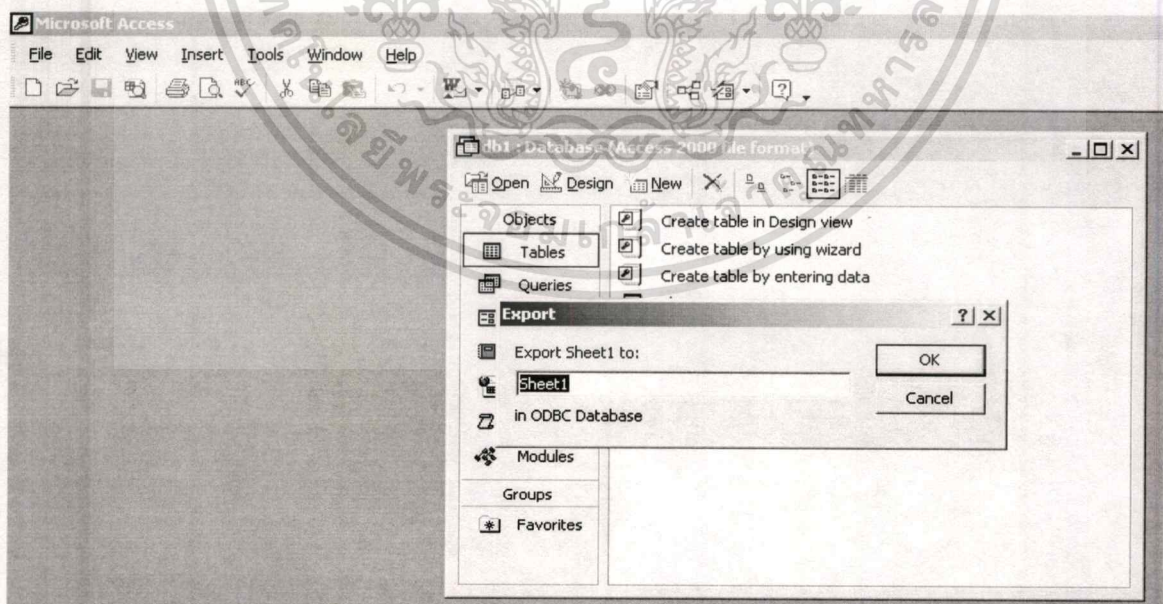 Microsoft Access
File Edit View Insert Tools Window Help
db1 : Database (Access 2000 file format)
Open Design New
Objects
Tables
Queries
Create table in Design view
Create table by using wizard
Create table by entering data
Export
Export Sheet1 to:
Sheet1
in ODBC Database
OK
Cancel
Modules
Groups
Favorites